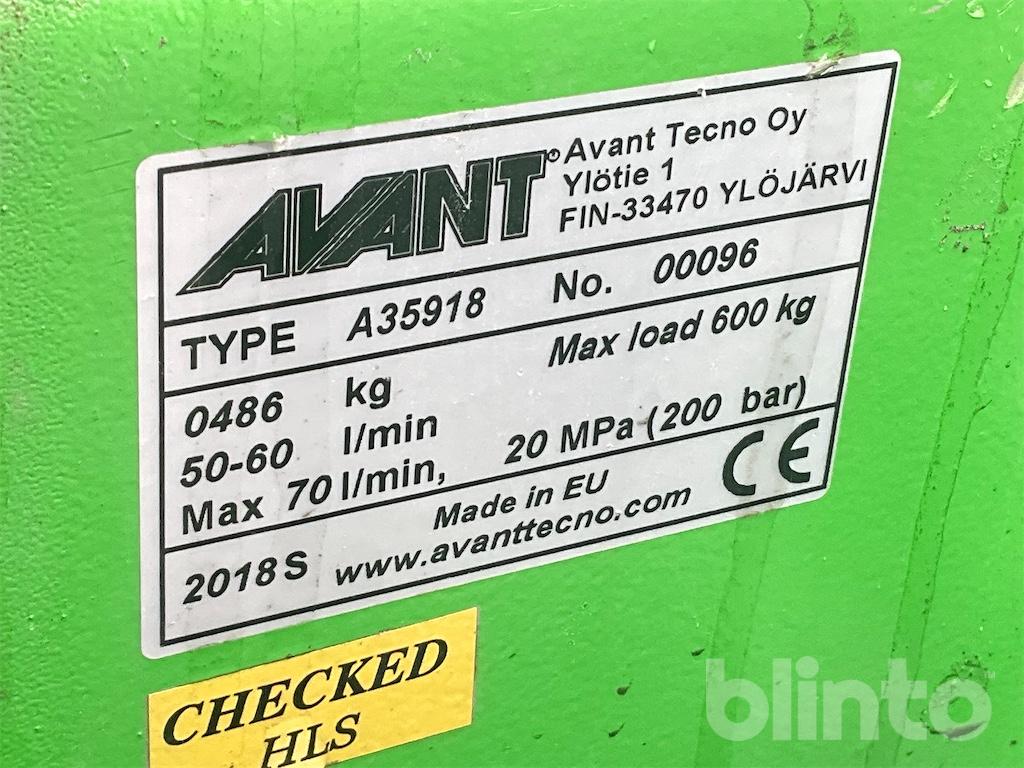 AVANT® Avant Tecno Oy
Ylötie 1
FIN-33470 YLÖJÄRVI
TYPE A35918 No. 00096
0486 kg Max load 600 kg
50-60 l/min
Max 70 l/min, 20 MPa (200 bar)
2018 S Made in EU CE
www.avanttecno.com
CHECKED
HLS
blinto